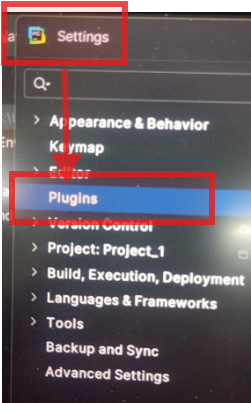 Settings
Appearance & Behavior
Keymap
Editor
Plugins
Version Control
Project: Project_1
Build, Execution, Deployment
Languages & Frameworks
Tools
Backup and Sync
Advanced Settings